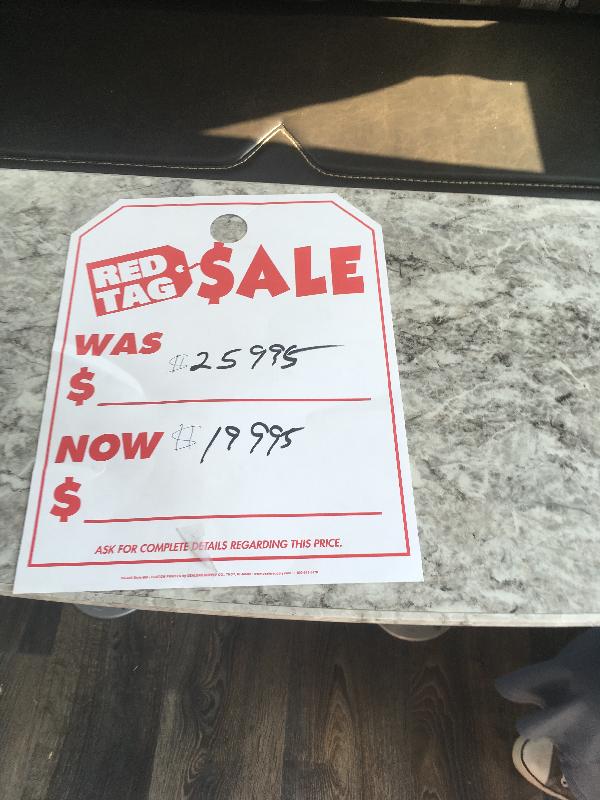 RED
TAG
$ALE
WAS
$25995
$
NOW
$19995
$
ASK FOR COMPLETE DETAILS REGARDING THIS PRICE.